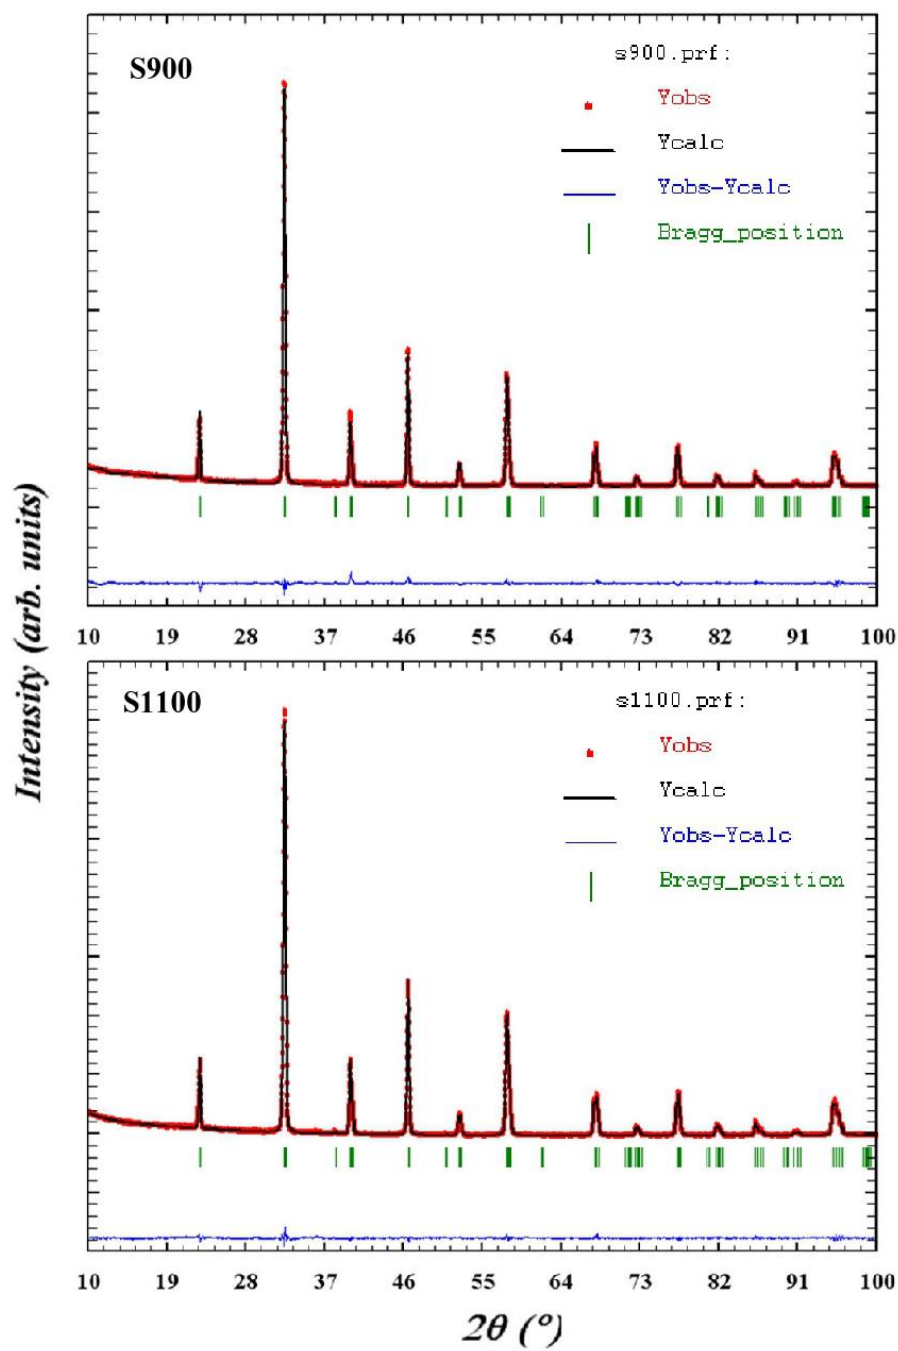 Intensity (arb. units)
S900
s900.prf:
Yobs
Ycalc
Yobs-Ycalc
Bragg_position
10 19 28 37 46 55 64 73 82 91 100
S1100
s1100.prf:
Yobs
Ycalc
Yobs-Ycalc
Bragg_position
10 19 28 37 46 55 64 73 82 91 100
2θ (°)